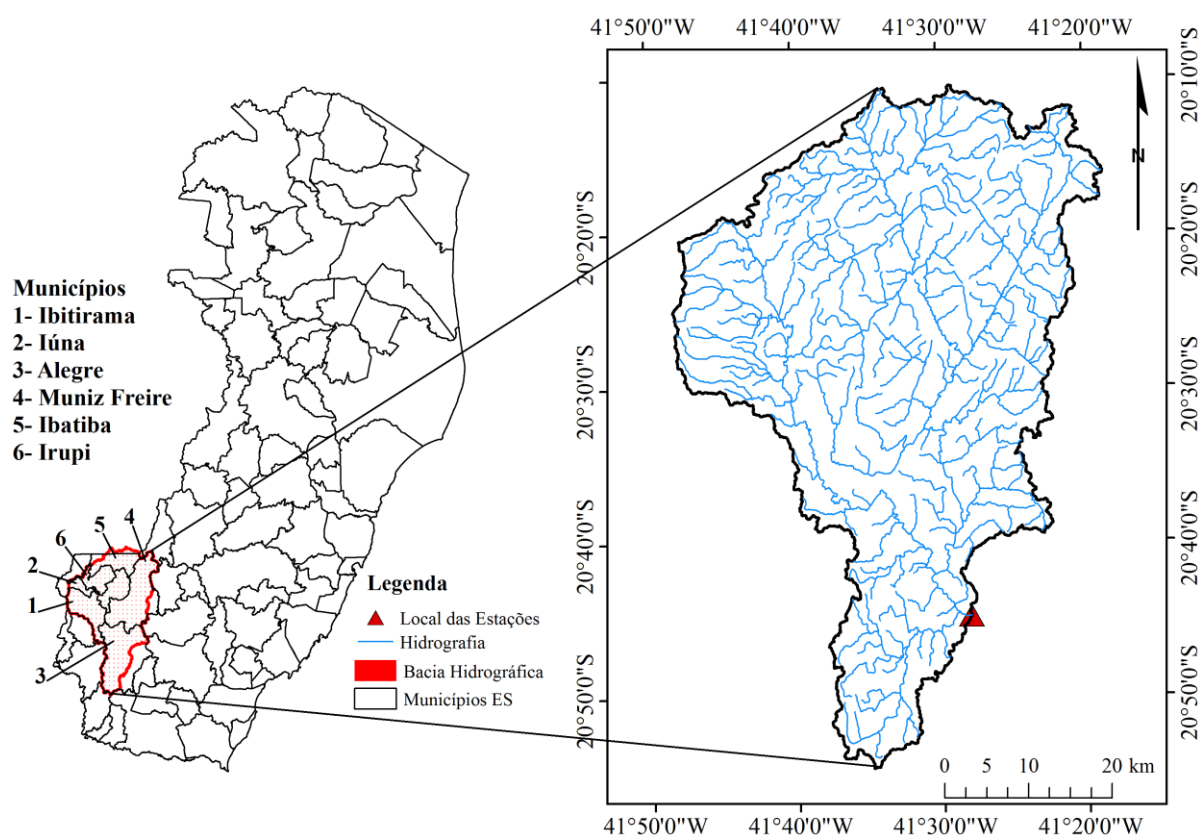 41°50'0"W 41°40'0"W 41°30'0"W 41°20'0"W
20°10'0"S
N
20°20'0"S
20°20'0"S
Municípios
1- Ibitirama
2- Iúna
3- Alegre
4- Muniz Freire
5- Ibatiba
6- Irupi
20°30'0"S
20°30'0"S
20°40'0"S
20°40'0"S
4
5
6
2
1
3
Legenda
Local das Estações
Hidrografia
Bacia Hidrográfica
Municípios ES
20°50'0"S
20°50'0"S
0 5 10 20 km
41°50'0"W 41°40'0"W 41°30'0"W 41°20'0"W